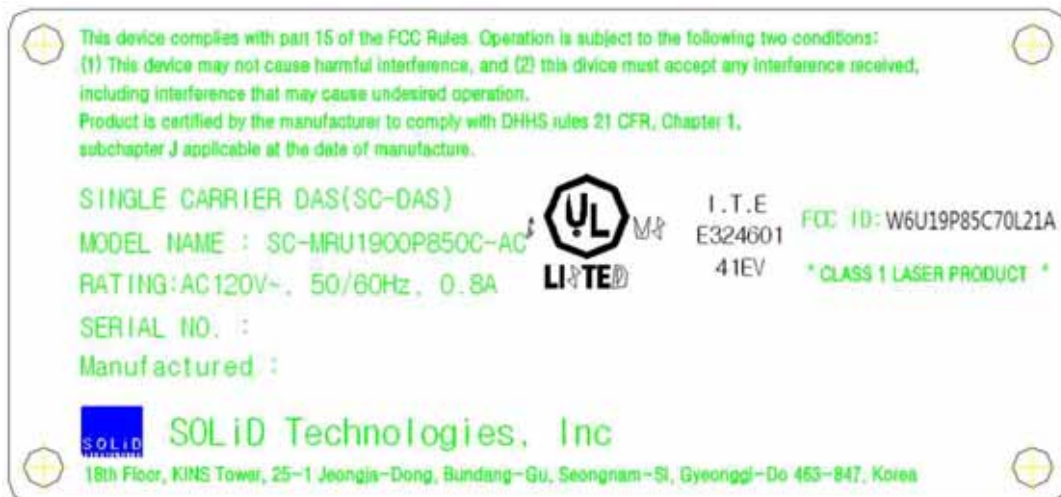 This device complies with part 15 of the FCC Rules. Operation is subject to the following two conditions:
(1) This device may not cause harmful interference, and (2) this divice must accept any interference received,
including interference that may cause undesired operation.
Product is certified by the manufacturer to comply with DHHS rules 21 CFR, Chapter 1,
subchapter J applicable at the date of manufacture.
SINGLE CARRIER DAS(SC-DAS)
MODEL NAME : SC-MRU1900P850C-AC
RATING:AC120V~, 50/60Hz, 0.8A
SERIAL NO. :
Manufactured :
UL
LISTED
I.T.E
E324601
41EV
FCC ID: W6U19P85C70L21A
* CLASS 1 LASER PRODUCT *
SOLiD
SOLiD Technologies, Inc
18th Floor, KINS Tower, 25-1 Jeongja-Dong, Bundang-Gu, Seongnam-Si, Gyeonggi-Do 463-847, Korea